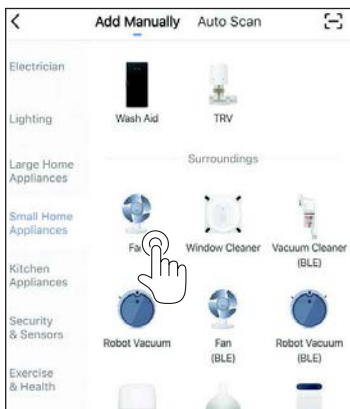 Add Manually Auto Scan
Electrician
Lighting
Large Home
Appliances
Small Home
Appliances
Kitchen
Appliances
Security
& Sensors
Exercise
& Health
Wash Aid TRV
Surroundings
Window Cleaner Vacuum Cleaner
(BLE)
Robot Vacuum Fan Robot Vacuum
(BLE) (BLE)